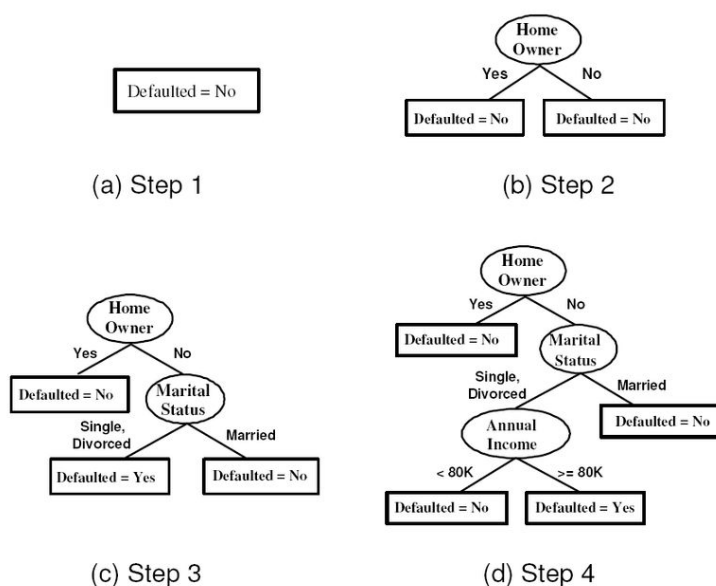 Defaulted = No
(a) Step 1
Home
Owner
Yes
No
Defaulted = No
Defaulted = No
(b) Step 2
Home
Owner
Yes
No
Defaulted = No
Marital
Status
Single,
Divorced
Married
Defaulted = Yes
Defaulted = No
(c) Step 3
Home
Owner
Yes
No
Defaulted = No
Marital
Status
Single,
Divorced
Married
Annual
Income
Defaulted = No
< 80K
>= 80K
Defaulted = No
Defaulted = Yes
(d) Step 4